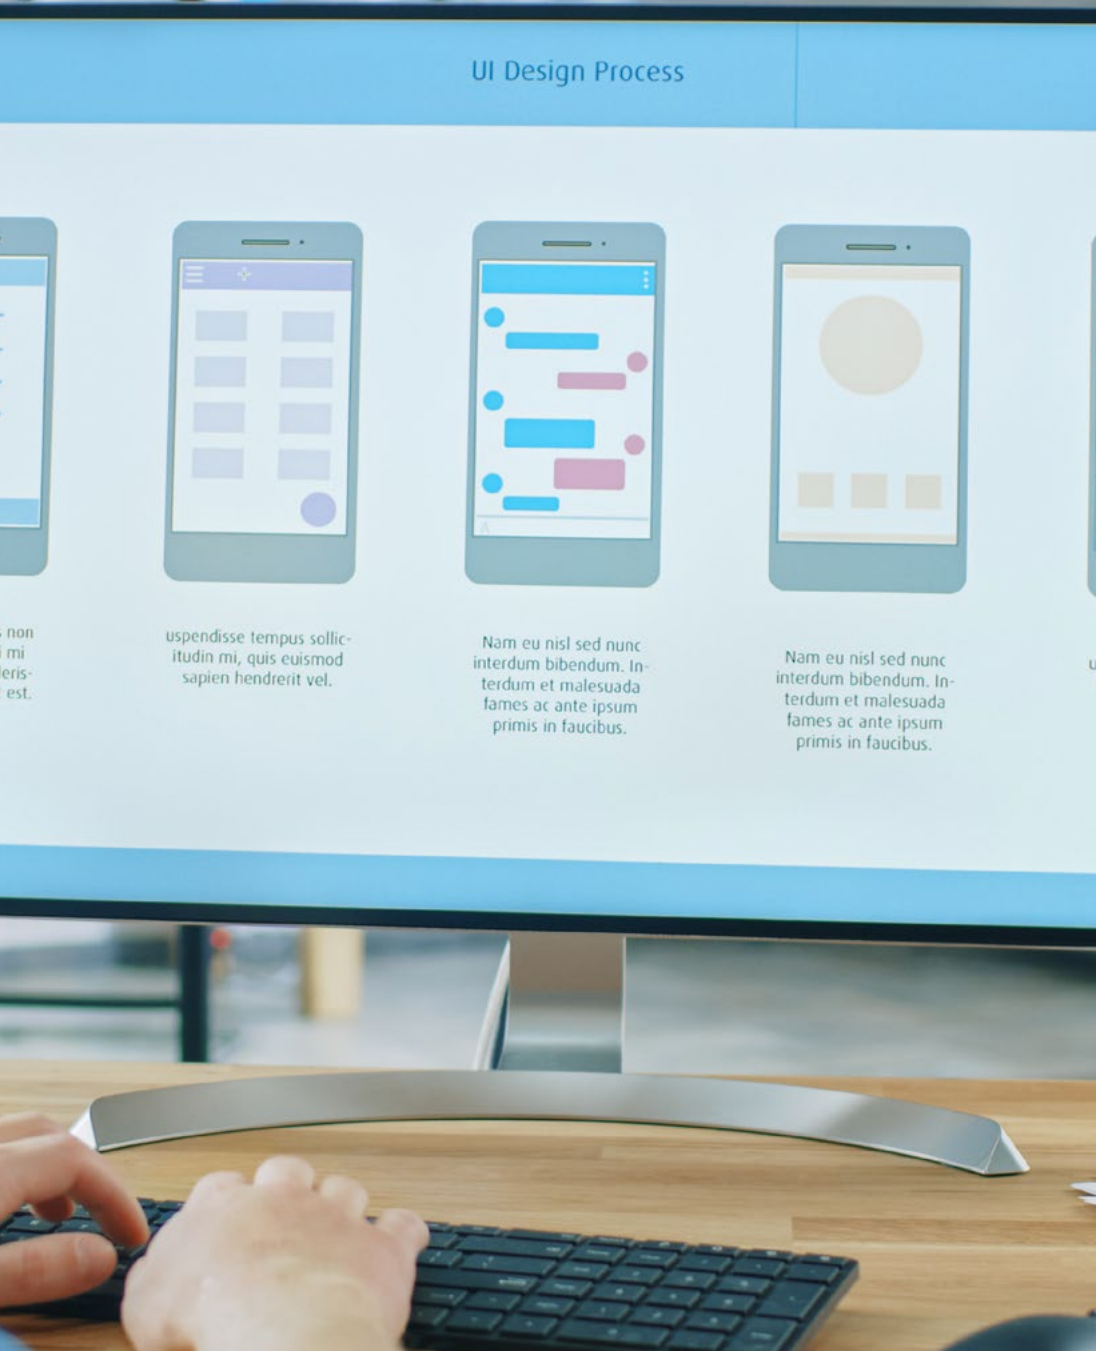 UI Design Process
non
mi
leris-
est.
uspendisse tempus sollic-
itudin mi, quis euismod
sapien hendrerit vel.
Nam eu nisl sed nunc
interdum bibendum. In-
terdum et malesuada
fames ac ante ipsum
primis in faucibus.
Nam eu nisl sed nunc
interdum bibendum. In-
terdum et malesuada
fames ac ante ipsum
primis in faucibus.